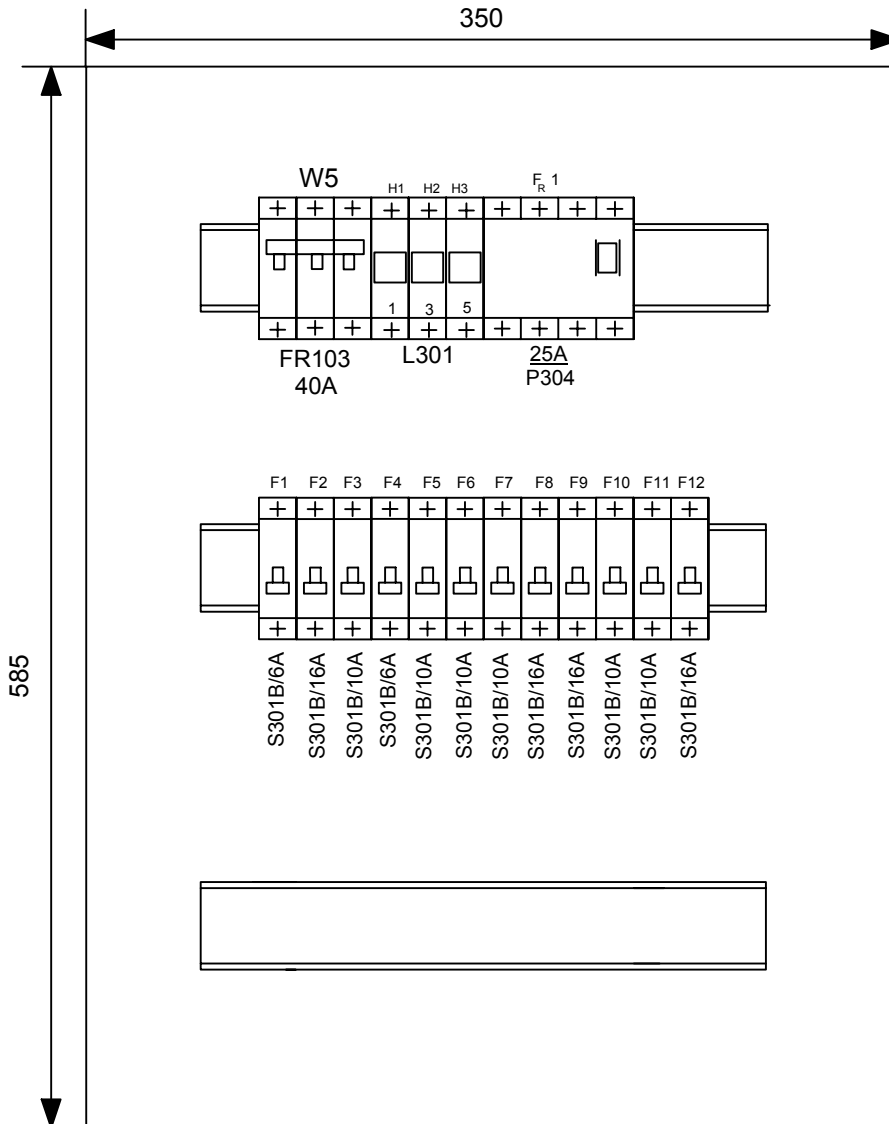 350
W5
H1 H2 H3
FR 1
1 3 5
FR103
40A
L301
25A
P304
F1 F2 F3 F4 F5 F6 F7 F8 F9 F10 F11 F12
S301B/6A
S301B/16A
S301B/10A
S301B/6A
S301B/10A
S301B/10A
S301B/10A
S301B/16A
S301B/16A
S301B/10A
S301B/10A
S301B/16A
585